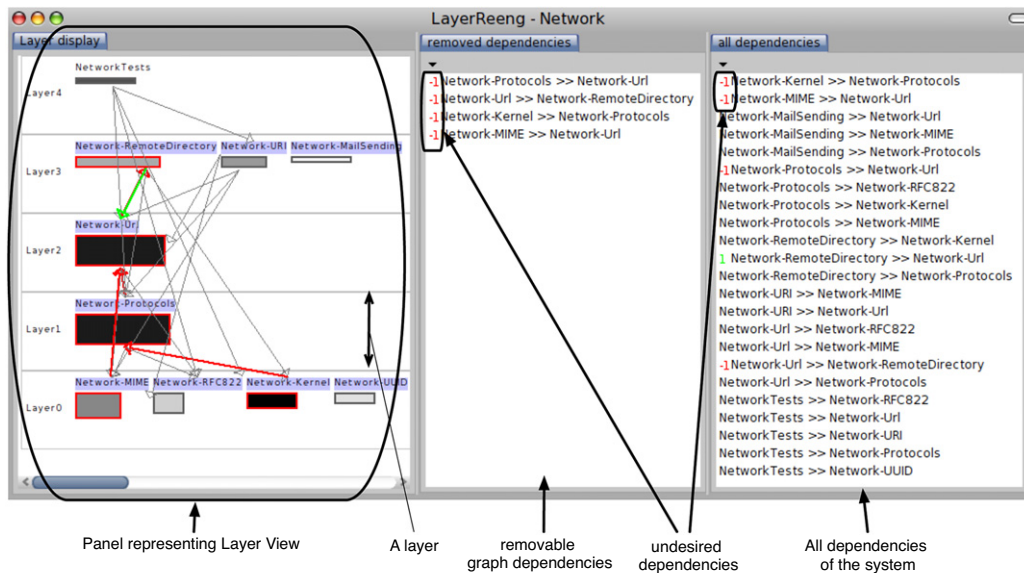 LayerReeng - Network
Layer display
NetworkTests
Layer4
Network-RemoteDirectory Network-URI Network-MailSending
Layer3
Network-Url
Layer2
Network-Protocols
Layer1
Network-MIME Network-RFC822 Network-Kernel Network-UUID
Layer0
removed dependencies
-1 Network-Protocols >> Network-Url
-1 Network-Url >> Network-RemoteDirectory
-1 Network-Kernel >> Network-Protocols
-1 Network-MIME >> Network-Url
all dependencies
-1 Network-Kernel >> Network-Protocols
-1 Network-MIME >> Network-Url
Network-MailSending >> Network-Url
Network-MailSending >> Network-MIME
Network-MailSending >> Network-Protocols
-1 Network-Protocols >> Network-Url
Network-Protocols >> Network-RFC822
Network-Protocols >> Network-Kernel
Network-Protocols >> Network-MIME
Network-RemoteDirectory >> Network-Kernel
1 Network-RemoteDirectory >> Network-Url
Network-RemoteDirectory >> Network-Protocols
Network-URI >> Network-MIME
Network-URI >> Network-Url
Network-Url >> Network-RFC822
Network-Url >> Network-MIME
-1 Network-Url >> Network-RemoteDirectory
Network-Url >> Network-Protocols
NetworkTests >> Network-RFC822
NetworkTests >> Network-Url
NetworkTests >> Network-URI
NetworkTests >> Network-Protocols
NetworkTests >> Network-UUID
Panel representing Layer View
A layer
removable
graph dependencies
undesired
dependencies
All dependencies
of the system